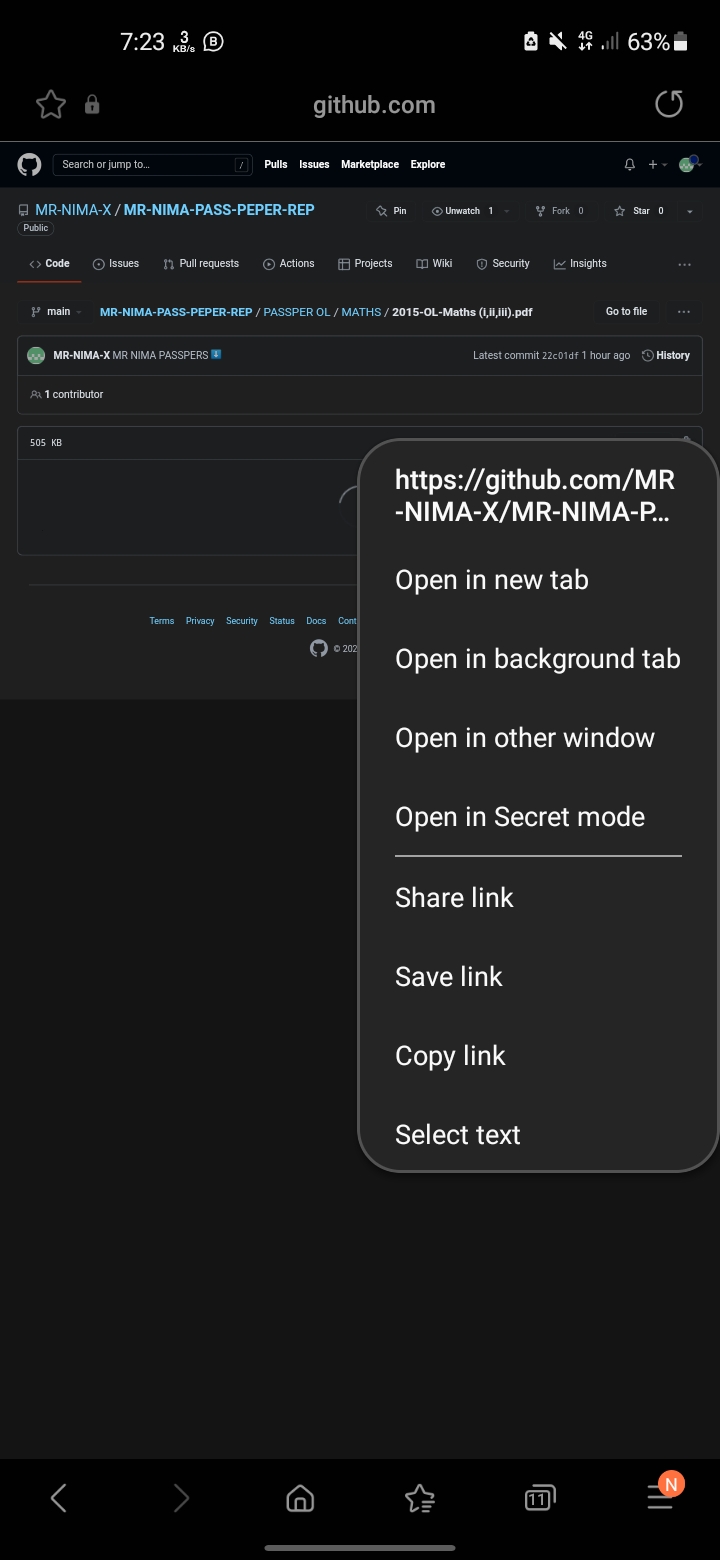 7:23 3 KB/s B 4G 63%
github.com
Search or jump to... / Pulls Issues Marketplace Explore
MR-NIMA-X / MR-NIMA-PASS-PEPER-REP Pin Unwatch 1 Fork 0 Star 0
Public
Code Issues Pull requests Actions Projects Wiki Security Insights ...
main MR-NIMA-PASS-PEPER-REP / PASSPER OL / MATHS / 2015-OL-Maths (i,ii,iii).pdf Go to file ...
MR-NIMA-X MR NIMA PASSPERS Latest commit 22c01df 1 hour ago History
1 contributor
505 KB
https://github.com/MR
-NIMA-X/MR-NIMA-P...
Open in new tab
Open in background tab
Open in other window
Open in Secret mode
Share link
Save link
Copy link
Select text
Terms Privacy Security Status Docs Cont
© 202
11 N